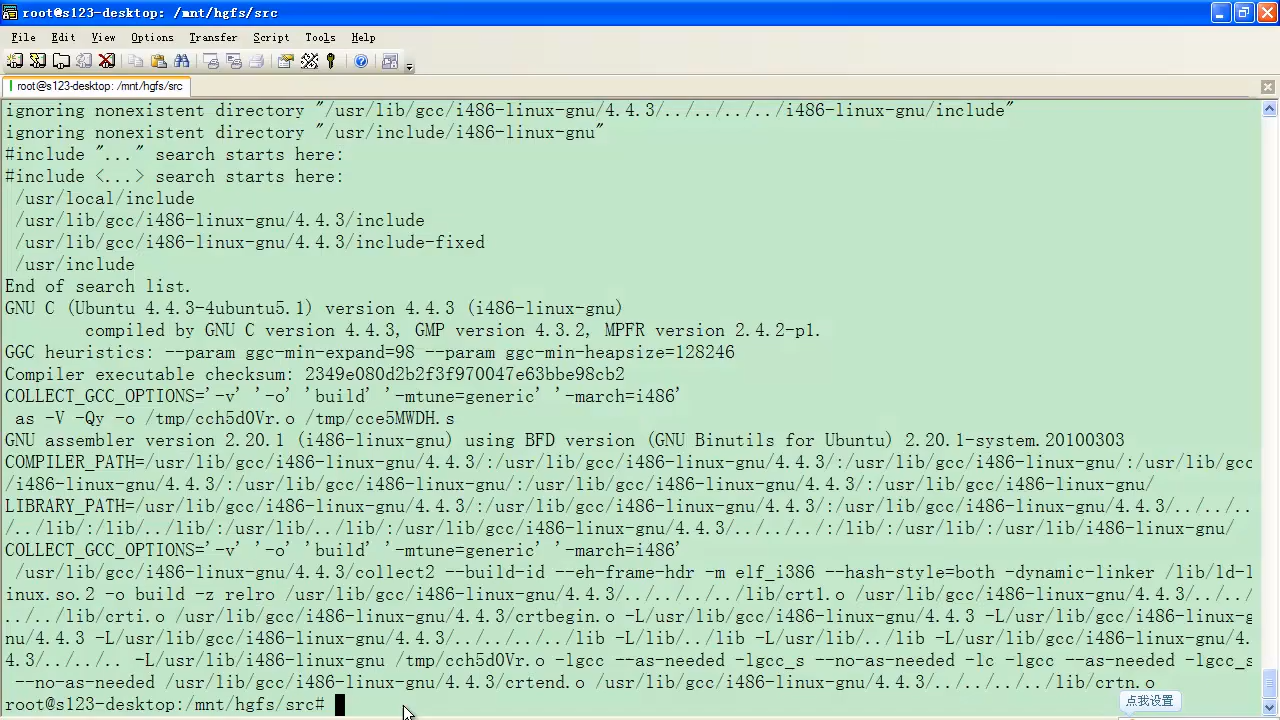 root@s123-desktop: /mnt/hgfs/src
File Edit View Options Transfer Script Tools Help
root@s123-desktop: /mnt/hgfs/src
ignoring nonexistent directory "/usr/lib/gcc/i486-linux-gnu/4.4.3/../../../../i486-linux-gnu/include"
ignoring nonexistent directory "/usr/include/i486-linux-gnu"
#include "..." search starts here:
#include <...> search starts here:
/usr/local/include
/usr/lib/gcc/i486-linux-gnu/4.4.3/include
/usr/lib/gcc/i486-linux-gnu/4.4.3/include-fixed
/usr/include
End of search list.
GNU C (Ubuntu 4.4.3-4ubuntu5.1) version 4.4.3 (i486-linux-gnu)
compiled by GNU C version 4.4.3, GMP version 4.3.2, MPFR version 2.4.2-p1.
GGC heuristics: --param ggc-min-expand=98 --param ggc-min-heapsize=128246
Compiler executable checksum: 2349e080d2b2f3f970047e63bbe98cb2
COLLECT_GCC_OPTIONS='-v' '-o' 'build' '-mtune=generic' '-march=i486'
as -V -Qy -o /tmp/cch5d0Vr.o /tmp/cce5MWDH.s
GNU assembler version 2.20.1 (i486-linux-gnu) using BFD version (GNU Binutils for Ubuntu) 2.20.1-system.20100303
COMPILER_PATH=/usr/lib/gcc/i486-linux-gnu/4.4.3/:/usr/lib/gcc/i486-linux-gnu/4.4.3/:/usr/lib/gcc/i486-linux-gnu/:/usr/lib/gcc
/i486-linux-gnu/4.4.3/:/usr/lib/gcc/i486-linux-gnu/:/usr/lib/gcc/i486-linux-gnu/4.4.3/:/usr/lib/gcc/i486-linux-gnu/
LIBRARY_PATH=/usr/lib/gcc/i486-linux-gnu/4.4.3/:/usr/lib/gcc/i486-linux-gnu/4.4.3/:/usr/lib/gcc/i486-linux-gnu/4.4.3/../../..
/../lib/:/lib/../lib/:/usr/lib/../lib/:/usr/lib/gcc/i486-linux-gnu/4.4.3/../../../:/lib/:/usr/lib/:/usr/lib/i486-linux-gnu/
COLLECT_GCC_OPTIONS='-v' '-o' 'build' '-mtune=generic' '-march=i486'
/usr/lib/gcc/i486-linux-gnu/4.4.3/collect2 --build-id --eh-frame-hdr -m elf_i386 --hash-style=both -dynamic-linker /lib/ld-l
inux.so.2 -o build -z relro /usr/lib/gcc/i486-linux-gnu/4.4.3/../../../../lib/crt1.o /usr/lib/gcc/i486-linux-gnu/4.4.3/../../
../../lib/crti.o /usr/lib/gcc/i486-linux-gnu/4.4.3/crtbegin.o -L/usr/lib/gcc/i486-linux-gnu/4.4.3 -L/usr/lib/gcc/i486-linux-g
nu/4.4.3 -L/usr/lib/gcc/i486-linux-gnu/4.4.3/../../../../lib -L/lib/../lib -L/usr/lib/../lib -L/usr/lib/gcc/i486-linux-gnu/4.
4.3/../../.. -L/usr/lib/i486-linux-gnu /tmp/cch5d0Vr.o -lgcc --as-needed -lgcc_s --no-as-needed -lc -lgcc --as-needed -lgcc_s
--no-as-needed /usr/lib/gcc/i486-linux-gnu/4.4.3/crtend.o /usr/lib/gcc/i486-linux-gnu/4.4.3/../../../../lib/crtn.o
root@s123-desktop:/mnt/hgfs/src#
点我设置